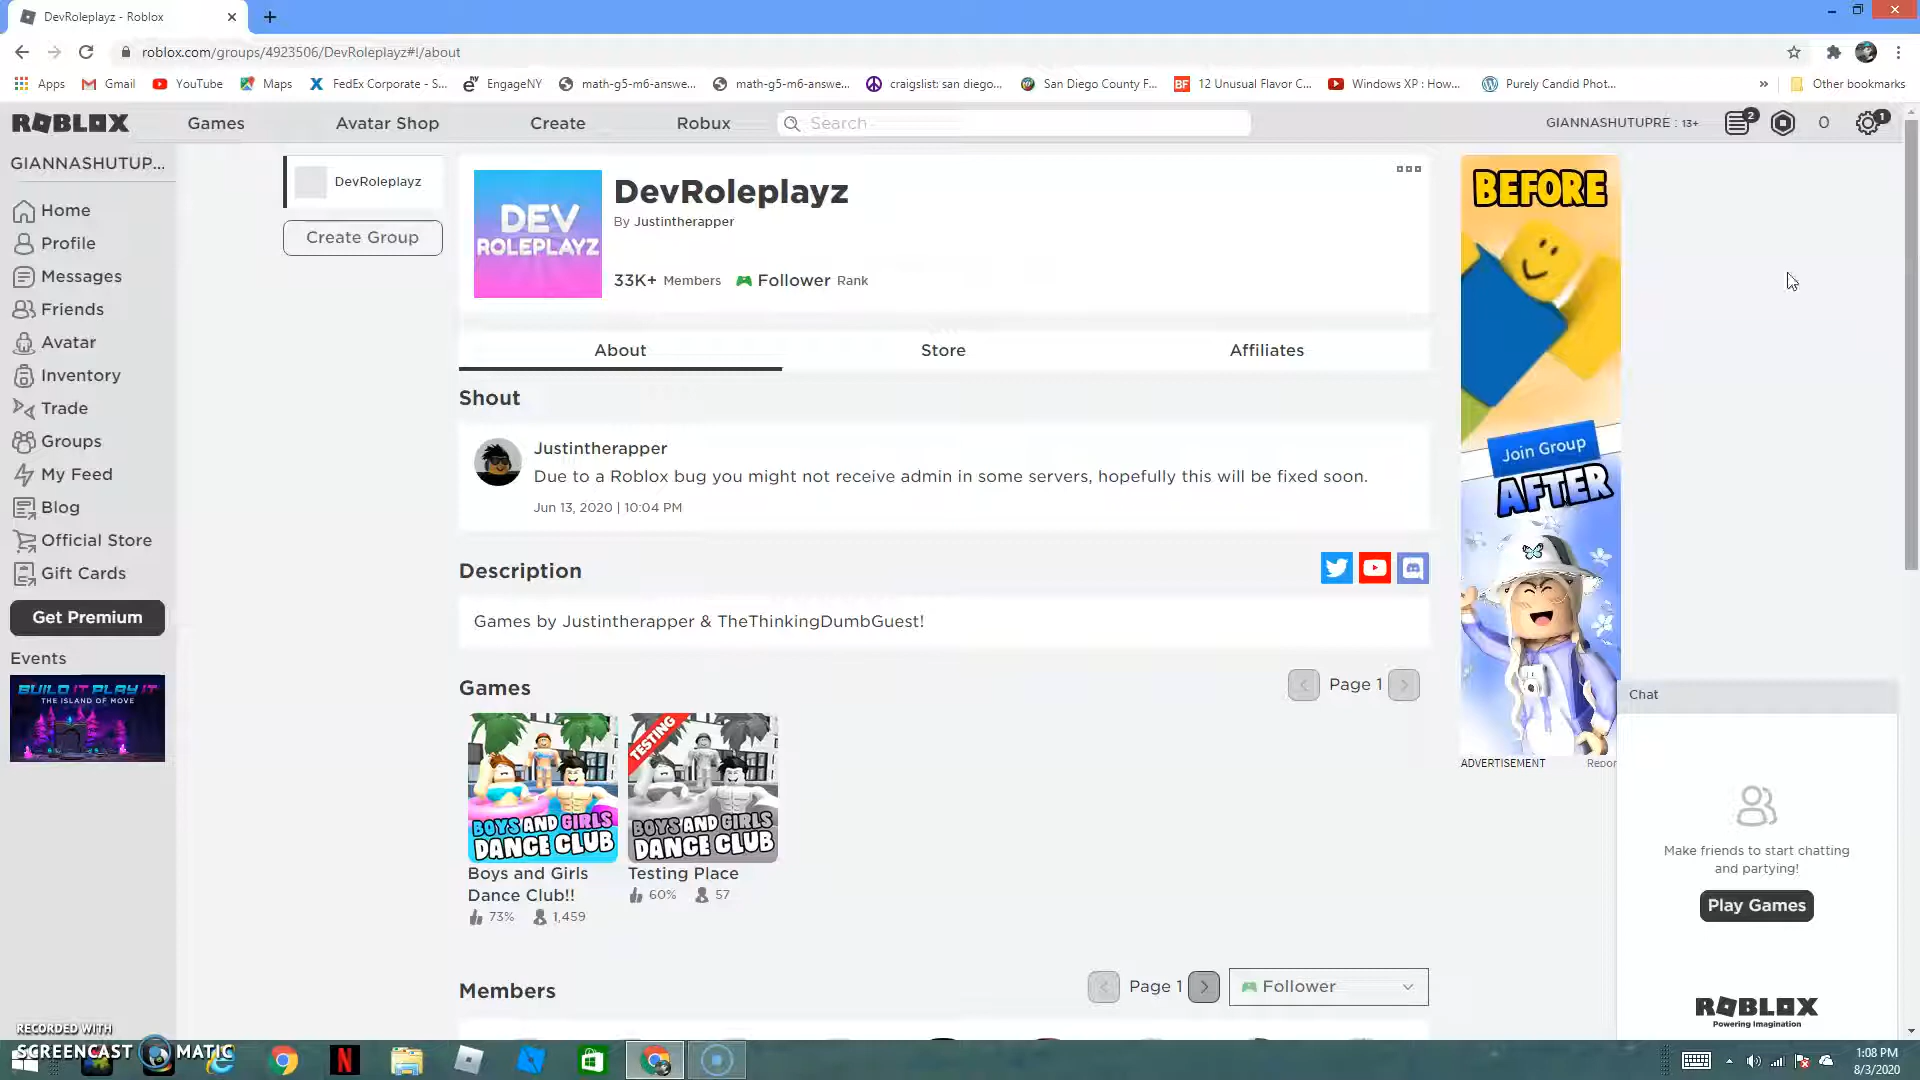 DevRoleplayz - Roblox
roblox.com/groups/4923506/DevRoleplayz#!/about
Apps Gmail YouTube Maps FedEx Corporate - S... EngageNY math-g5-m6-answe... math-g5-m6-answe... craigslist: san diego... San Diego County F... 12 Unusual Flavor C... Windows XP : How... Purely Candid Phot... » Other bookmarks
ROBLOX Games Avatar Shop Create Robux Search GIANNASHUTUPRE : 13+ 2 0 1
GIANNASHUTUP...
Home
Profile
Messages
Friends
Avatar
Inventory
Trade
Groups
My Feed
Blog
Official Store
Gift Cards
Get Premium
Events
BUILD IT PLAY IT
THE ISLAND OF MOVE
DevRoleplayz
Create Group
DEV
ROLEPLAYZ
DevRoleplayz
By Justintherapper
33K+ Members Follower Rank
About Store Affiliates
Shout
Justintherapper
Due to a Roblox bug you might not receive admin in some servers, hopefully this will be fixed soon.
Jun 13, 2020 | 10:04 PM
Description
Games by Justintherapper & TheThinkingDumbGuest!
Games
Page 1
BOYS AND GIRLS
DANCE CLUB
Boys and Girls
Dance Club!!
73% 1,459
TESTING
BOYS AND GIRLS
DANCE CLUB
Testing Place
60% 57
Members
Page 1 Follower
BEFORE
Join Group
AFTER
ADVERTISEMENT Repor
Chat
Make friends to start chatting
and partying!
Play Games
ROBLOX
Powering Imagination
RECORDED WITH
SCREENCAST MATIC
1:08 PM
8/3/2020